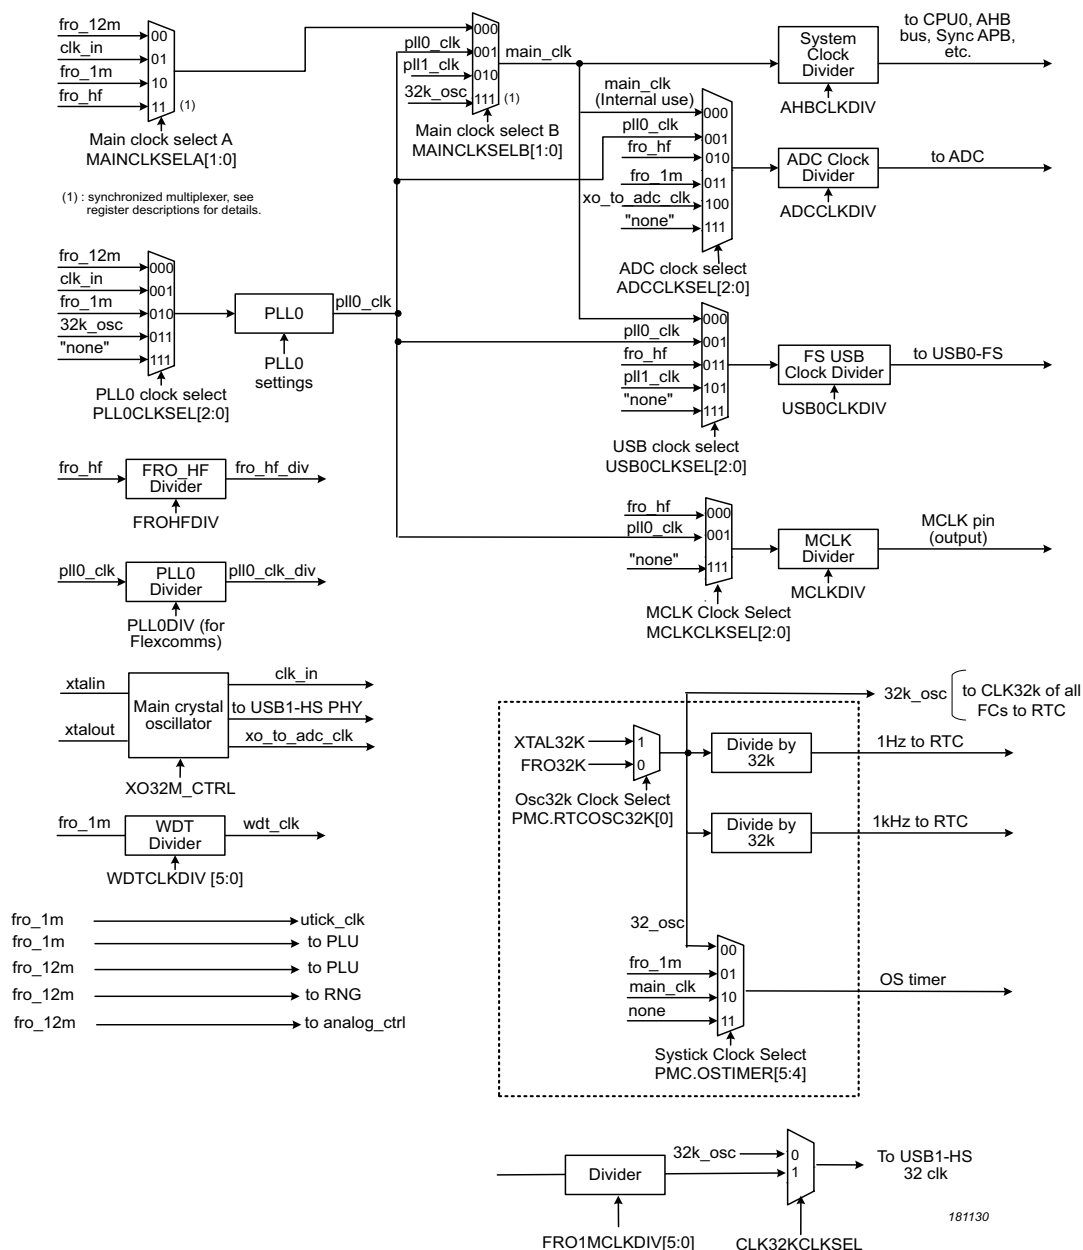 fro_12m
clk_in
fro_1m
fro_hf
00
01
10
11
(1)
Main clock select A
MAINCLKSELA[1:0]
(1) : synchronized multiplexer, see
register descriptions for details.
pll0_clk
pll1_clk
32k_osc
000
001
010
111
(1)
Main clock select B
MAINCLKSELB[1:0]
main_clk
System
Clock
Divider
AHBCLKDIV
to CPU0, AHB
bus, Sync APB,
etc.
main_clk
(Internal use)
pll0_clk
fro_hf
fro_1m
xo_to_adc_clk
"none"
000
001
010
011
100
111
ADC clock select
ADCCLKSEL[2:0]
ADC Clock
Divider
ADCCLKDIV
to ADC
fro_12m
clk_in
fro_1m
32k_osc
"none"
000
001
010
011
111
PLL0 clock select
PLL0CLKSEL[2:0]
PLL0
PLL0
settings
pll0_clk
pll0_clk
fro_hf
pll1_clk
"none"
000
001
011
101
111
USB clock select
USB0CLKSEL[2:0]
FS USB
Clock Divider
USB0CLKDIV
to USB0-FS
fro_hf
FRO_HF
Divider
fro_hf_div
FROHFDIV
fro_hf
pll0_clk
"none"
000
001
111
MCLK Clock Select
MCLKCLKSEL[2:0]
MCLK
Divider
MCLKDIV
MCLK pin
(output)
pll0_clk
PLL0
Divider
pll0_clk_div
PLL0DIV (for
Flexcomms)
xtalin
xtalout
Main crystal
oscillator
clk_in
to USB1-HS PHY
xo_to_adc_clk
XO32M_CTRL
fro_1m
WDT
Divider
wdt_clk
WDTCLKDIV [5:0]
fro_1m
utick_clk
fro_1m
to PLU
fro_12m
to PLU
fro_12m
to RNG
fro_12m
to analog_ctrl
32k_osc
to CLK32k of all
FCs to RTC
XTAL32K
FRO32K
1
0
Osc32k Clock Select
PMC.RTCOSC32K[0]
Divide by
32k
1Hz to RTC
Divide by
32k
1kHz to RTC
32_osc
fro_1m
main_clk
none
00
01
10
11
Systick Clock Select
PMC.OSTIMER[5:4]
OS timer
Divider
FRO1MCLKDIV[5:0]
32k_osc
0
1
CLK32KCLKSEL
To USB1-HS
32 clk
181130